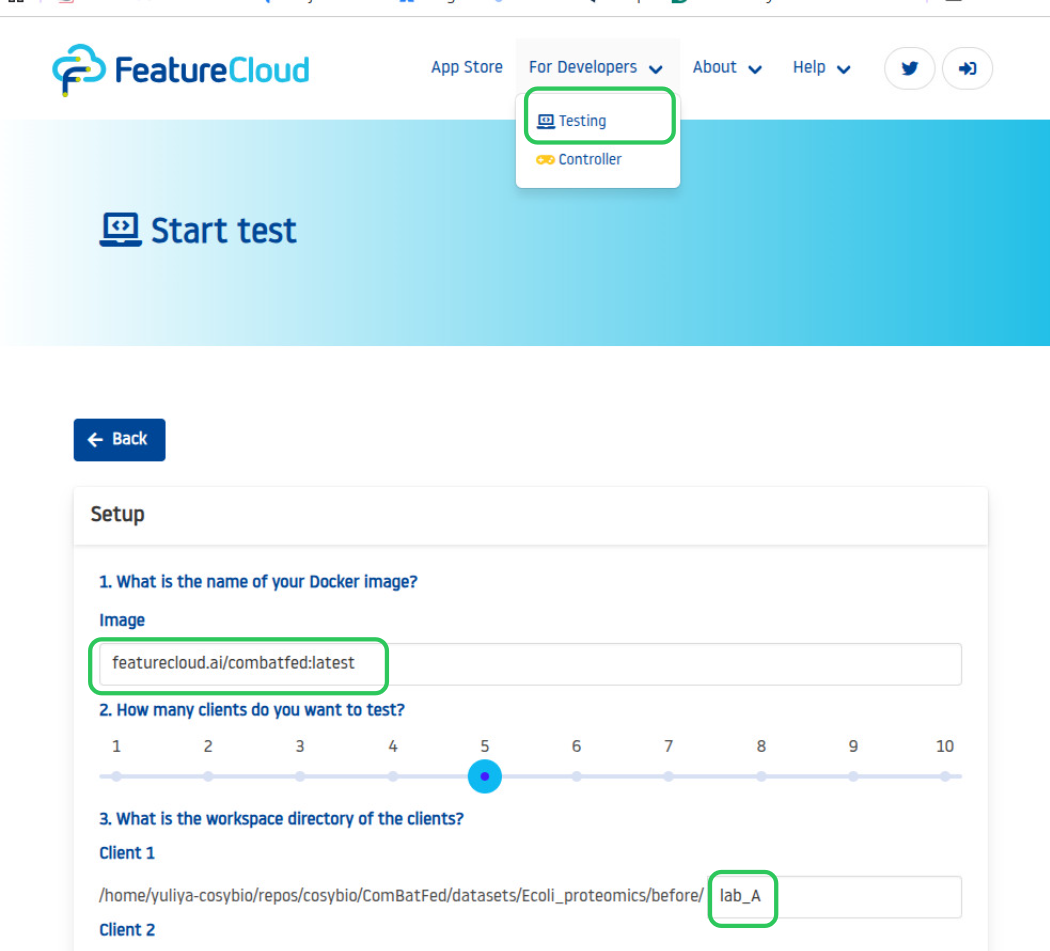 FeatureCloud
App Store For Developers About Help
Testing
Controller
Start test
Back
Setup
1. What is the name of your Docker image?
Image
featurecloud.ai/combatfed:latest
2. How many clients do you want to test?
1 2 3 4 5 6 7 8 9 10
3. What is the workspace directory of the clients?
Client 1
/home/yuliya-cosybio/repos/cosybio/ComBatFed/datasets/Ecoli_proteomics/before/ lab_A
Client 2